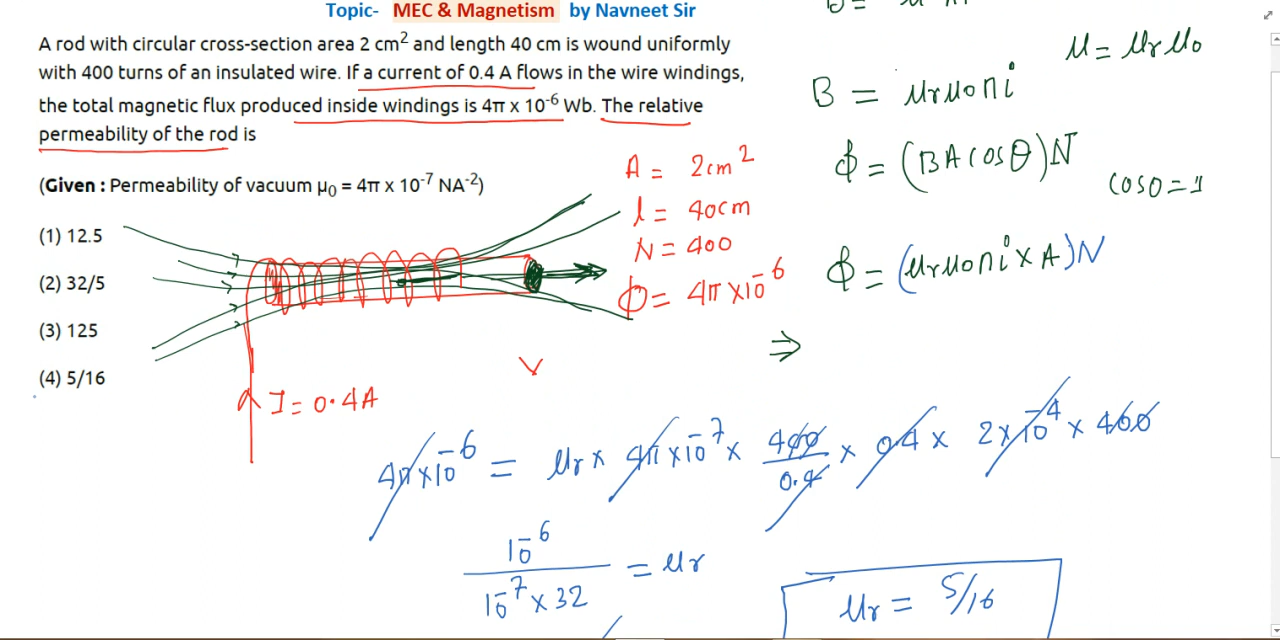 Topic- MEC & Magnetism by Navneet Sir
A rod with circular cross-section area 2 cm² and length 40 cm is wound uniformly
with 400 turns of an insulated wire. If a current of 0.4 A flows in the wire windings,
the total magnetic flux produced inside windings is 4π x 10⁻⁶ Wb. The relative
permeability of the rod is
(Given : Permeability of vacuum μ₀ = 4π x 10⁻⁷ NA⁻²)
(1) 12.5
(2) 32/5
(3) 125
(4) 5/16
I = 0.4A
A = 2cm²
l = 40cm
N = 400
ϕ = 4π×10⁻⁶
μ = μrμ0
B = μrμ0ni
ϕ = (BAcosθ)N
cos0=1
ϕ = (μrμ0ni×A)N
⇒
4π×10⁻⁶ = μr× 4π×10⁻⁷ × 400/0.4 × 0.4 × 2×10⁻⁴ × 400
10⁻⁶/10⁻⁷×32 = μr
μr = 5/16